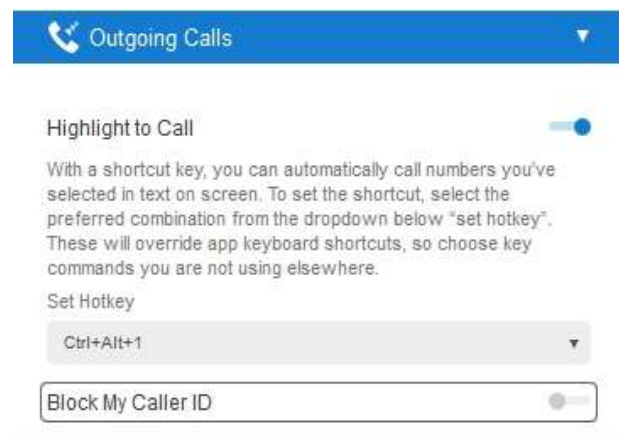 Outgoing Calls
Highlight to Call
With a shortcut key, you can automatically call numbers you've
selected in text on screen. To set the shortcut, select the
preferred combination from the dropdown below “set hotkey”.
These will override app keyboard shortcuts, so choose key
commands you are not using elsewhere.
Set Hotkey
Ctrl+Alt+1
Block My Caller ID